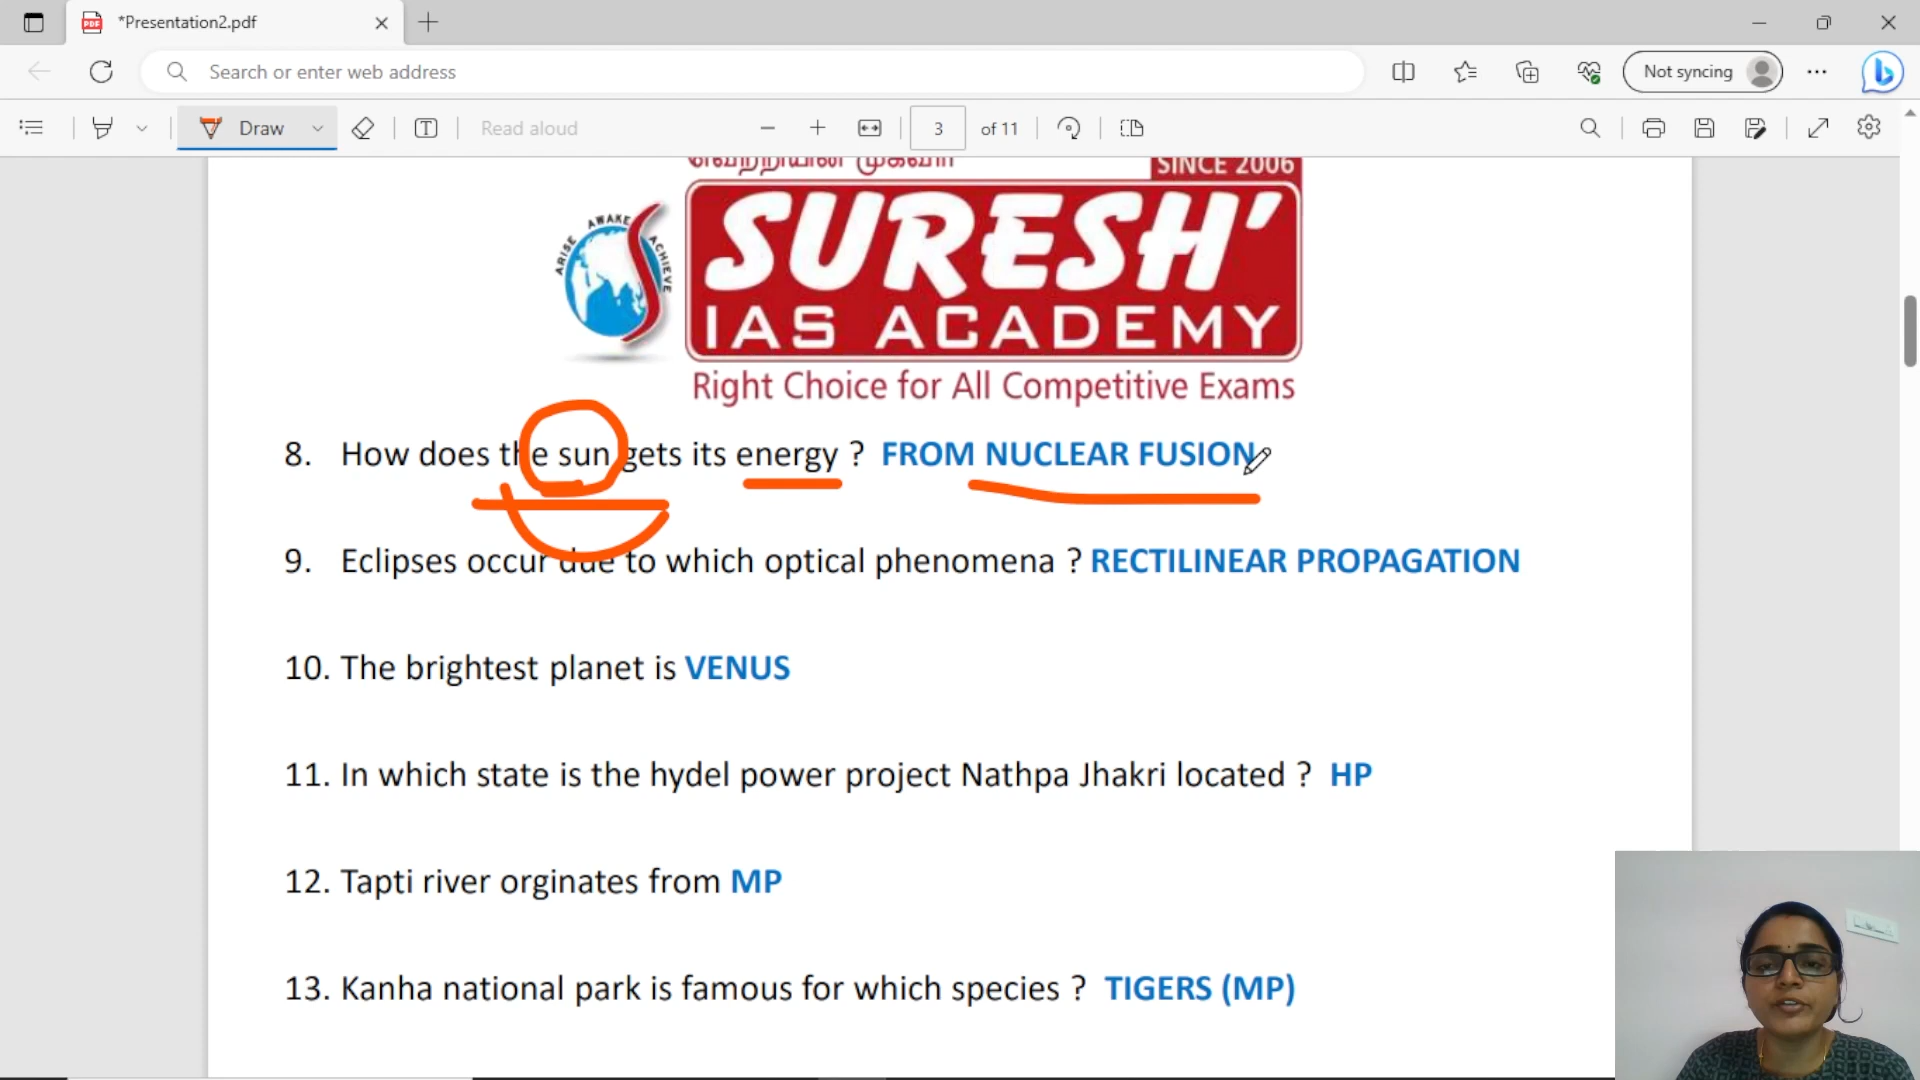 *Presentation2.pdf
Search or enter web address
Not syncing
Draw
Read aloud
3 of 11
SINCE 2006
ARISE AWAKE ACHIEVE
SURESH'
IAS ACADEMY
Right Choice for All Competitive Exams
8. How does the sun gets its energy ? FROM NUCLEAR FUSION
9. Eclipses occur due to which optical phenomena ? RECTILINEAR PROPAGATION
10. The brightest planet is VENUS
11. In which state is the hydel power project Nathpa Jhakri located ? HP
12. Tapti river orginates from MP
13. Kanha national park is famous for which species ? TIGERS (MP)